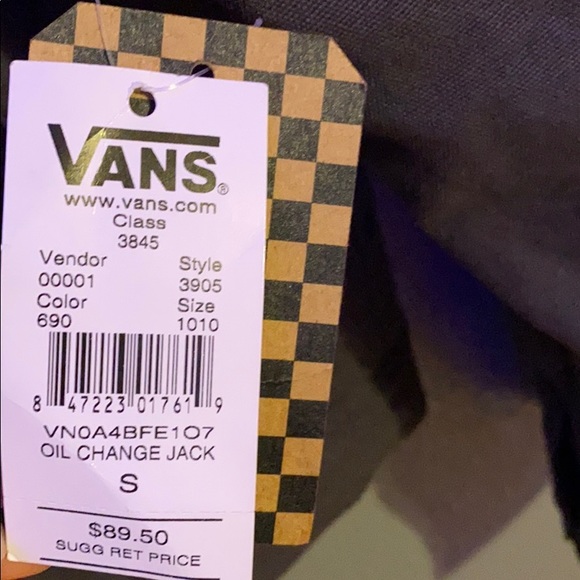 VANS®
www.vans.com
Class
3845
Vendor Style
00001 3905
Color Size
690 1010
8 47223 01761 9
VN0A4BFE1O7
OIL CHANGE JACK
S
$89.50
SUGG RET PRICE